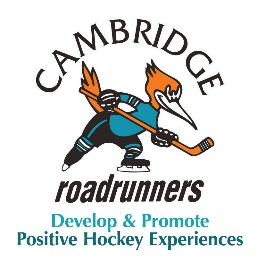 CAMBRIDGE
roadrunners
Develop & Promote
Positive Hockey Experiences